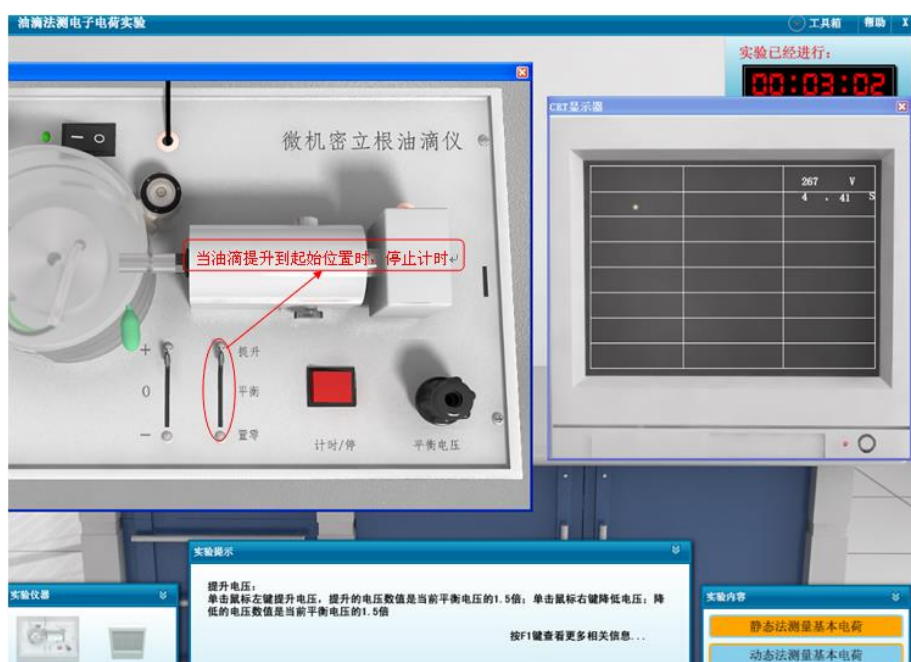 油滴法测电子电荷实验
工具箱 帮助 X
实验已经进行:
00:03:02
CRT显示器
微机密立根油滴仪
267 V
4 . 41 S
当油滴提升到起始位置时,停止计时↵
+ 提升
0 平衡
- 置零
计时/停 平衡电压
实验提示
提升电压:
单击鼠标左键提升电压,提升的电压数值是当前平衡电压的1.5倍;单击鼠标右键降低电压;降
低的电压数值是当前平衡电压的1.5倍
按F1键查看更多相关信息...
实验仪器
实验内容
静态法测量基本电荷
动态法测量基本电荷